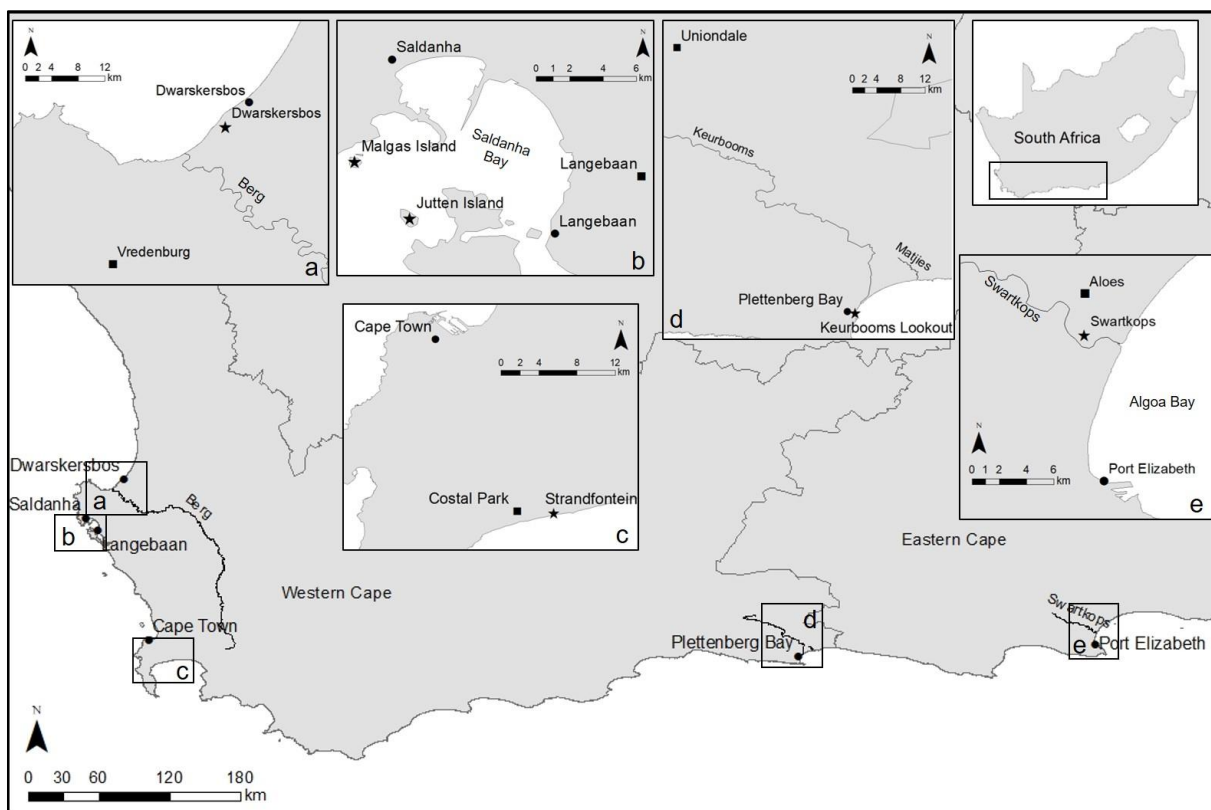 N
0 2 4 8 12
km
Dwarskersbos
Dwarskersbos
Berg
Vredenburg
a
Saldanha
N
0 1 2 4 6
km
Malgas Island
Saldanha
Bay
Langebaan
Jutten Island
Langebaan
b
Uniondale
N
0 2 4 8 12
km
Keurbooms
Matjies
Plettenberg Bay
Keurbooms Lookout
d
South Africa
Cape Town
N
0 2 4 8 12
km
Costal Park
Strandfontein
c
Swartkops
Aloes
Swartkops
Algoa Bay
N
0 1 2 4 6
km
Port Elizabeth
e
Dwarskersbos
a
Saldanha
b
Langebaan
Berg
Cape Town
c
Western Cape
Eastern Cape
Plettenberg Bay
d
Swartkops
e
Port Elizabeth
N
0 30 60 120 180
km